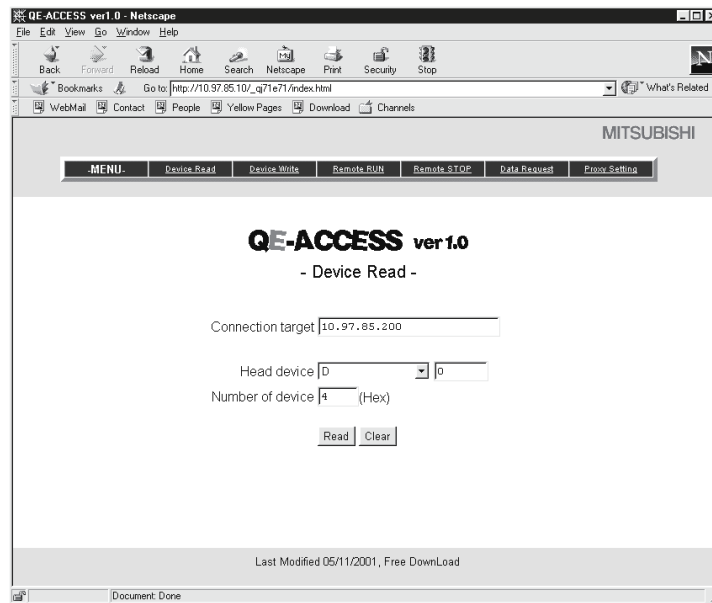 QE-ACCESS ver1.0 - Netscape
File Edit View Go Window Help
Back Forward Reload Home Search Netscape Print Security Stop
Bookmarks Go to: http://10.97.85.10/_qj71e71/index.html What's Related
WebMail Contact People Yellow Pages Download Channels
MITSUBISHI
-MENU- Device Read Device Write Remote RUN Remote STOP Data Request Proxy Setting
QE-ACCESS ver1.0
- Device Read -
Connection target 10.97.85.200
Head device D 0
Number of device 4 (Hex)
Read Clear
Last Modified 05/11/2001, Free DownLoad
Document: Done